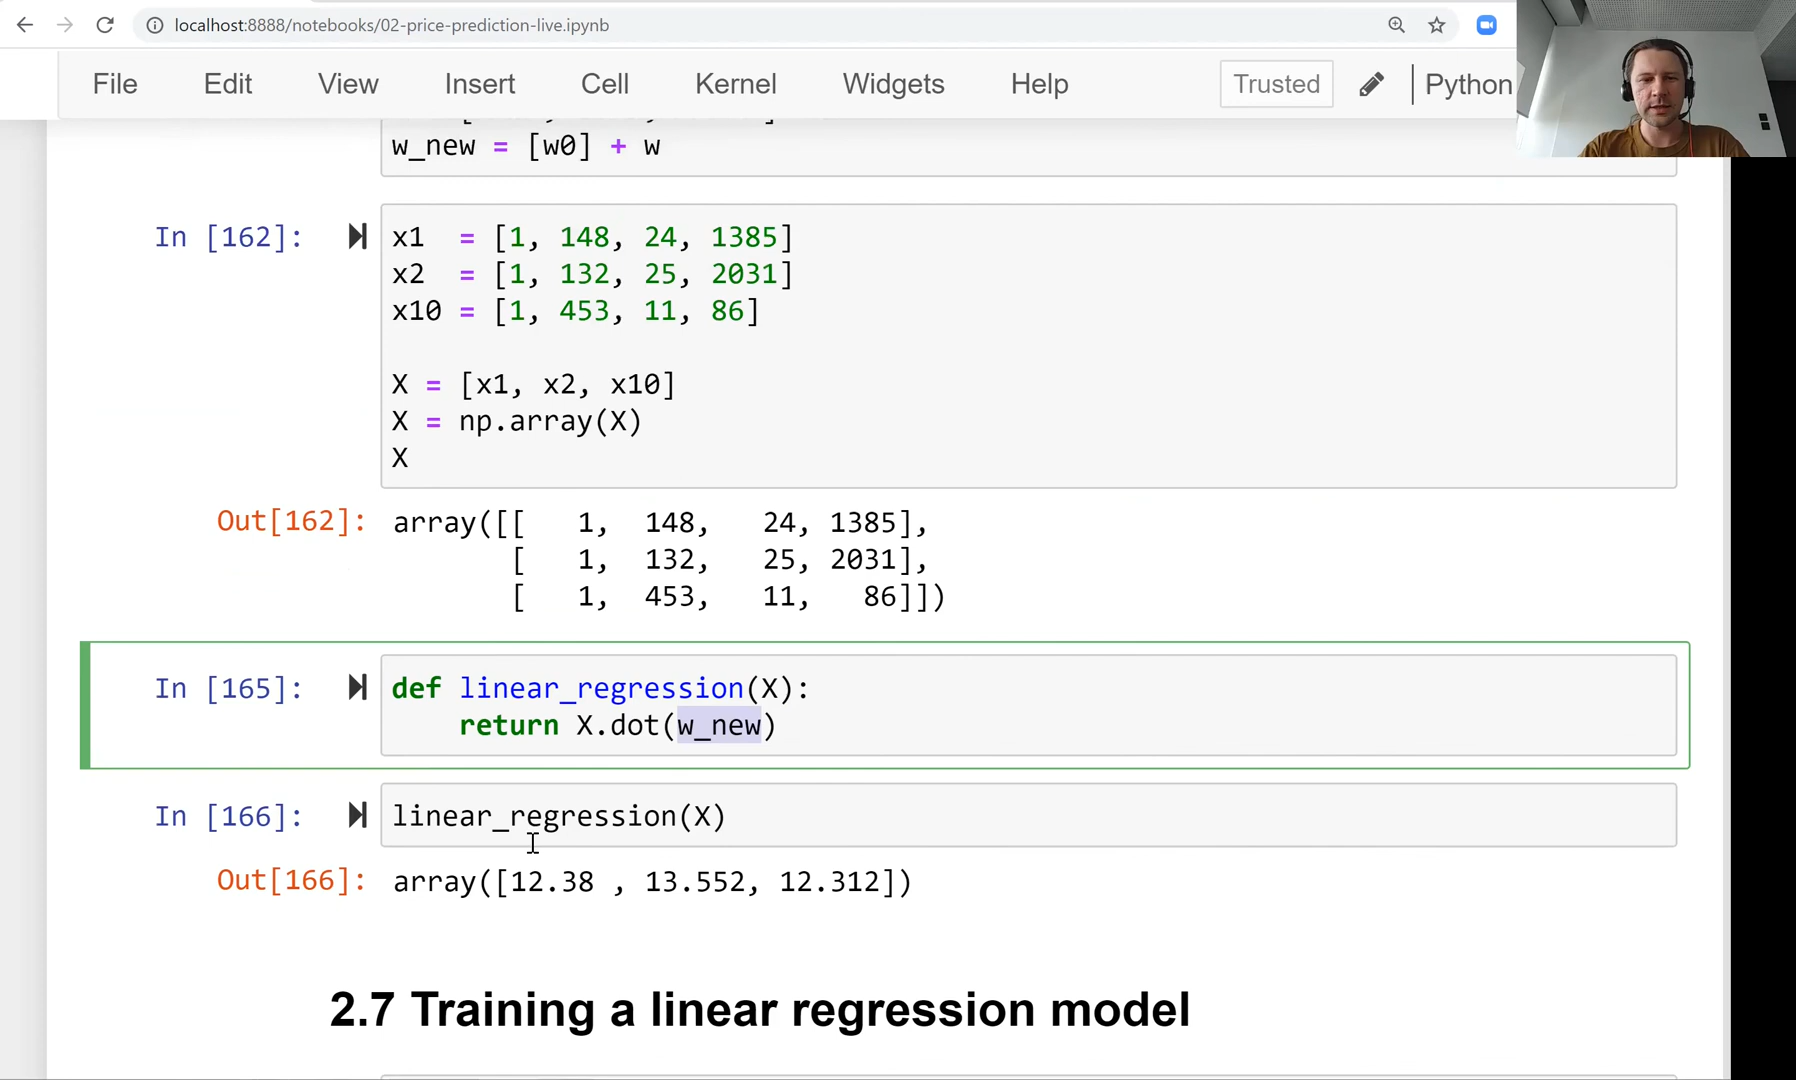 localhost:8888/notebooks/02-price-prediction-live.ipynb
File Edit View Insert Cell Kernel Widgets Help Trusted Python
w_new = [w0] + w
In [162]:
x1 = [1, 148, 24, 1385]
x2 = [1, 132, 25, 2031]
x10 = [1, 453, 11, 86]
X = [x1, x2, x10]
X = np.array(X)
X
Out[162]: array([[ 1, 148, 24, 1385],
[ 1, 132, 25, 2031],
[ 1, 453, 11, 86]])
In [165]: def linear_regression(X):
return X.dot(w_new)
In [166]: linear_regression(X)
Out[166]: array([12.38 , 13.552, 12.312])
2.7 Training a linear regression model